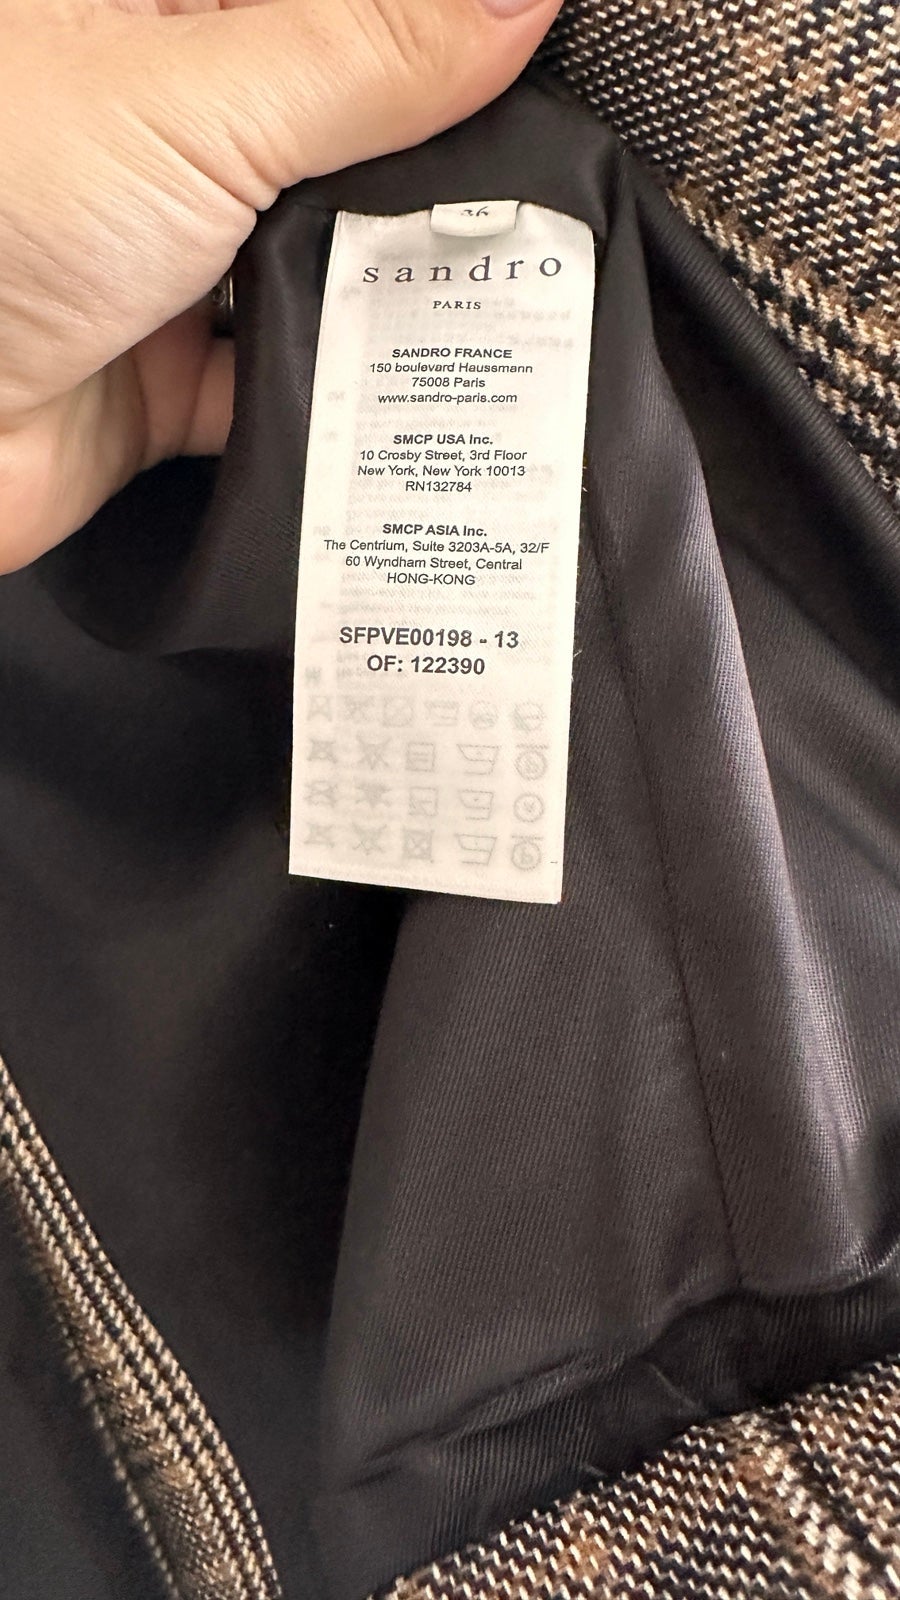 36
sandro
PARIS
SANDRO FRANCE
150 boulevard Haussmann
75008 Paris
www.sandro-paris.com
SMCP USA Inc.
10 Crosby Street, 3rd Floor
New York, New York 10013
RN132784
SMCP ASIA Inc.
The Centrium, Suite 3203A-5A, 32/F
60 Wyndham Street, Central
HONG-KONG
SFPVE00198 - 13
OF: 122390